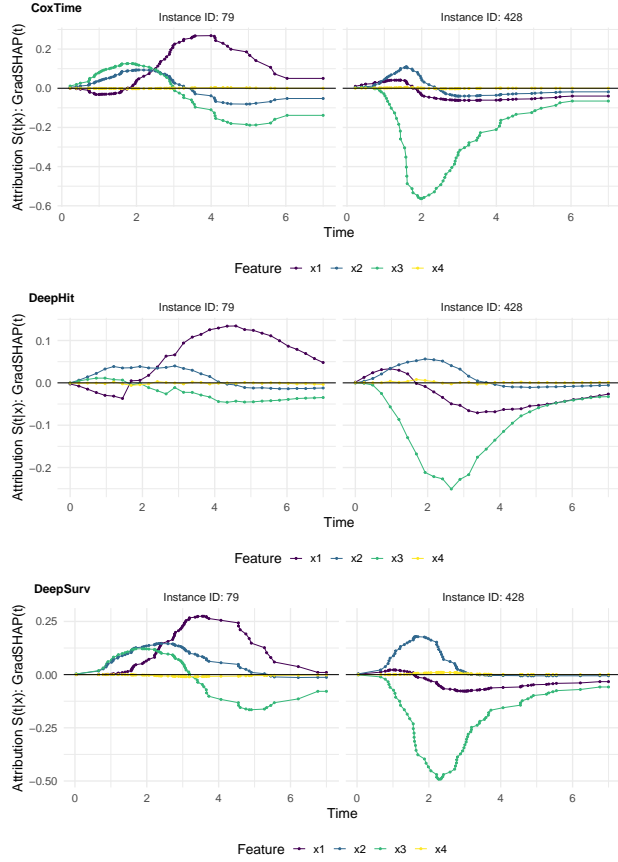 CoxTime
Instance ID: 79
Instance ID: 428
Attribution S(t|x): GradSHAP(t)
0.2
0.0
−0.2
−0.4
−0.6
0 2 4 6 0 2 4 6
Time
Feature x1 x2 x3 x4
DeepHit
Instance ID: 79
Instance ID: 428
Attribution S(t|x): GradSHAP(t)
0.1
0.0
−0.1
−0.2
0 2 4 6 0 2 4 6
Time
Feature x1 x2 x3 x4
DeepSurv
Instance ID: 79
Instance ID: 428
Attribution S(t|x): GradSHAP(t)
0.25
0.00
−0.25
−0.50
0 2 4 6 0 2 4 6
Time
Feature x1 x2 x3 x4